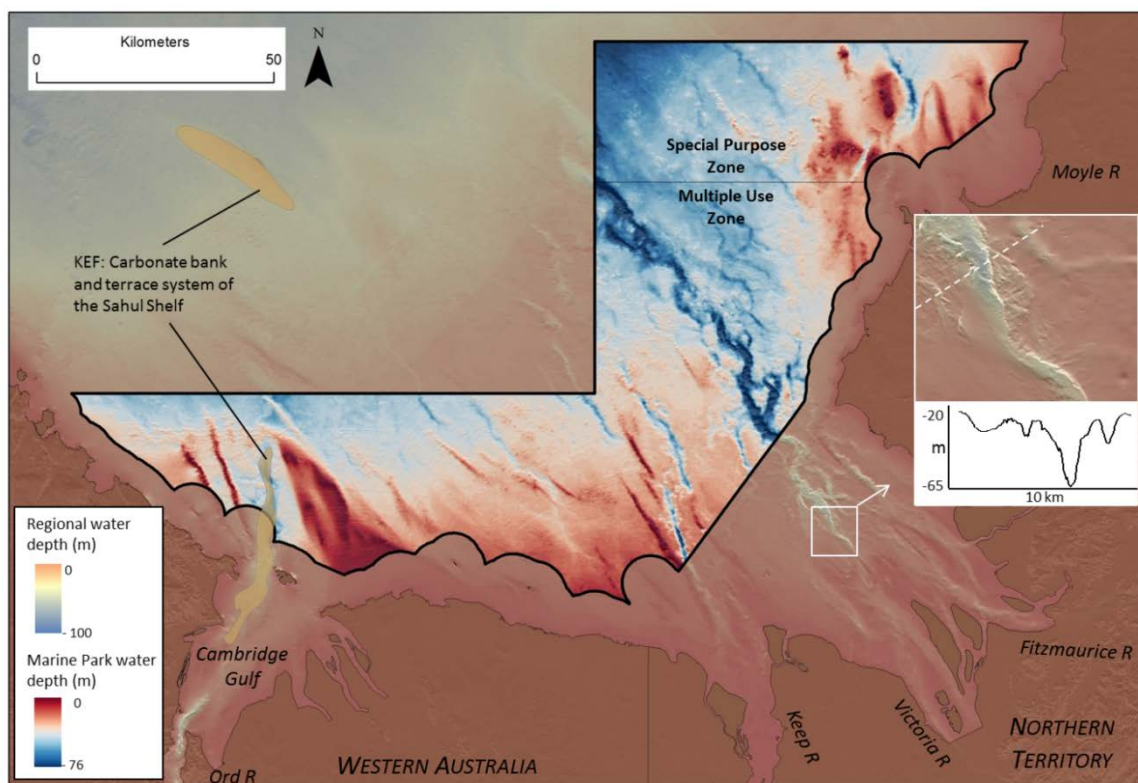 Kilometers
0 50
N
Special Purpose
Zone
Multiple Use
Zone
Moyle R
KEF: Carbonate bank
and terrace system of
the Sahul Shelf
-20
m
-65
10 km
Regional water
depth (m)
0
- 100
Marine Park water
depth (m)
0
-76
Cambridge
Gulf
Ord R
WESTERN AUSTRALIA
Keep R
Victoria R
Fitzmaurice R
NORTHERN
TERRITORY